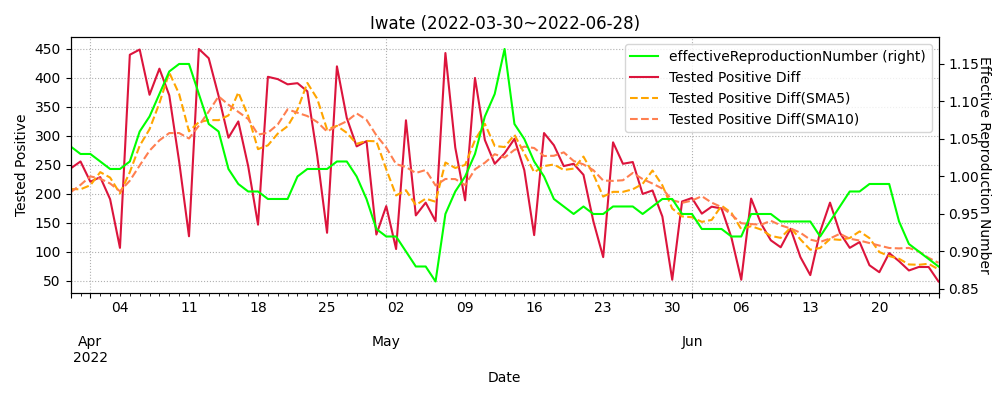 Iwate (2022-03-30~2022-06-28)
effectiveReproductionNumber (right)
Tested Positive Diff
Tested Positive Diff(SMA5)
Tested Positive Diff(SMA10)
Tested Positive
450
400
350
300
250
200
150
100
50
1.15
1.10
1.05
1.00
0.95
0.90
0.85
Effective Reproduction Number
04 11 18 25 02 09 16 23 30 06 13 20
Apr May Jun
2022
Date